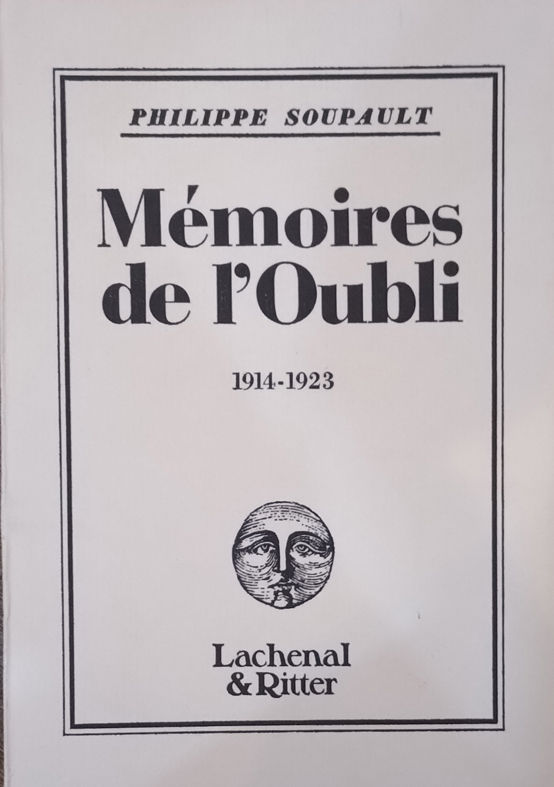 PHILIPPE SOUPAULT
Mémoires
de l'Oubli
1914-1923
Lachenal
& Ritter